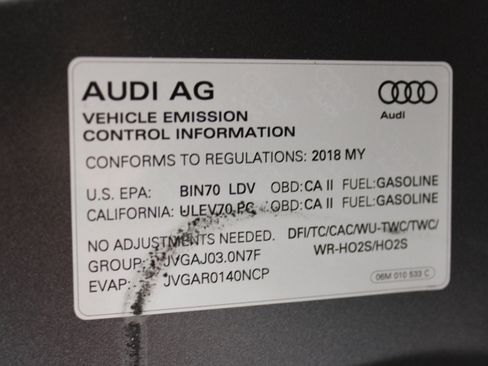 AUDI AG
Audi
VEHICLE EMISSION
CONTROL INFORMATION
CONFORMS TO REGULATIONS: 2018 MY
U.S. EPA: BIN70 LDV OBD:CA II FUEL:GASOLINE
CALIFORNIA: ULEV70 PC OBD:CA II FUEL:GASOLINE
NO ADJUSTMENTS NEEDED. DFI/TC/CAC/WU-TWC/TWC/
GROUP: JVGAJ03.0N7F WR-HO2S/HO2S
EVAP: JVGAR0140NCP
06M 010 533 C